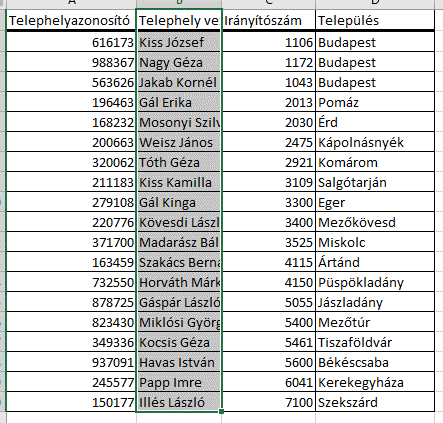 A B C D
Telephelyazonosító Telephely ve Irányítószám Település
616173 Kiss József 1106 Budapest
988367 Nagy Géza 1172 Budapest
563626 Jakab Kornél 1043 Budapest
196463 Gál Erika 2013 Pomáz
168232 Mosonyi Szilv 2030 Érd
200663 Weisz János 2475 Kápolnásnyék
320062 Tóth Géza 2921 Komárom
211183 Kiss Kamilla 3109 Salgótarján
279108 Gál Kinga 3300 Eger
220776 Kövesdi Lászl 3400 Mezőkövesd
371700 Madarász Bál 3525 Miskolc
163459 Szakács Berna 4115 Ártánd
732550 Horváth Márk 4150 Püspökladány
878725 Gáspár László 5055 Jászladány
823430 Miklósi Györg 5400 Mezőtúr
349336 Kocsis Géza 5461 Tiszaföldvár
937091 Havas István 5600 Békéscsaba
245577 Papp Imre 6041 Kerekegyháza
150177 Illés László 7100 Szekszárd